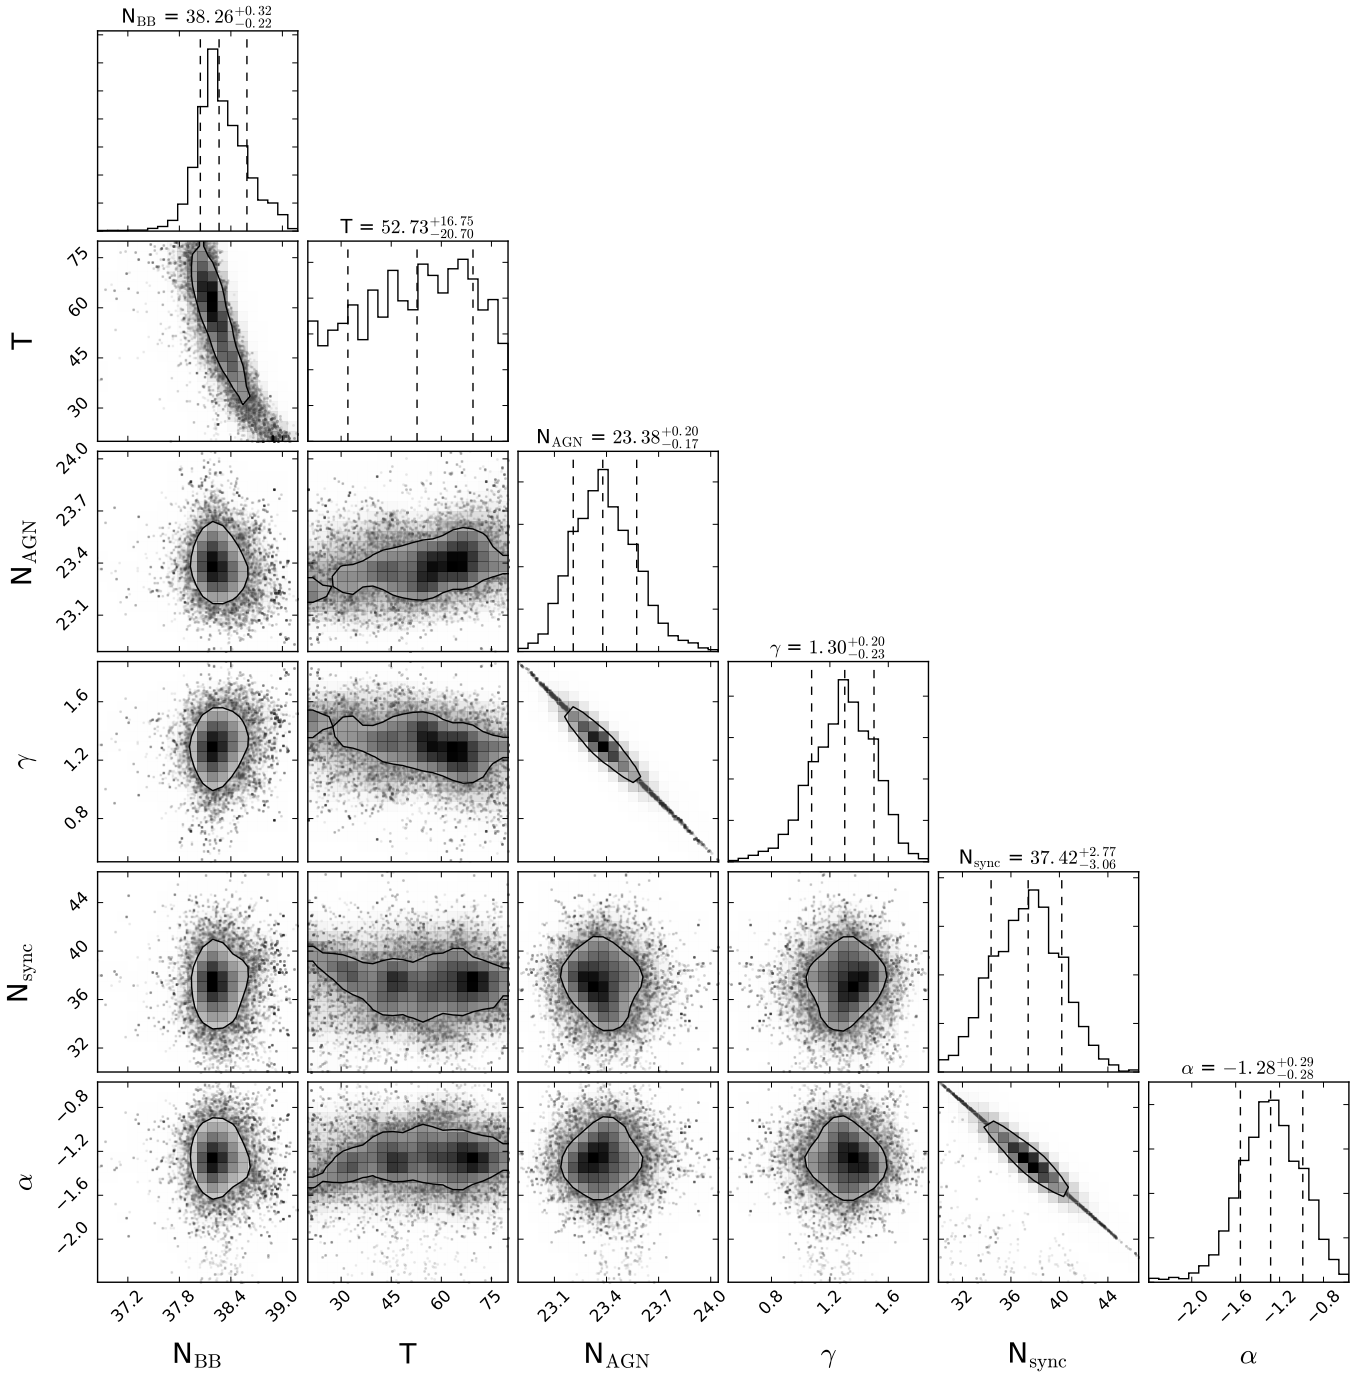 N_BB = 38.26^{+0.32}_{−0.22}
T = 52.73^{+16.75}_{−20.70}
75
60
45
30
T
N_AGN = 23.38^{+0.20}_{−0.17}
24.0
23.7
23.4
23.1
N_AGN
γ = 1.30^{+0.20}_{−0.23}
1.6
1.2
0.8
γ
N_sync = 37.42^{+2.77}_{−3.06}
44
40
36
32
N_sync
α = −1.28^{+0.29}_{−0.28}
−0.8
−1.2
−1.6
−2.0
α
37.2 37.8 38.4 39.0 30 45 60 75 23.1 23.4 23.7 24.0 0.8 1.2 1.6 32 36 40 44 −2.0 −1.6 −1.2 −0.8
N_BB T N_AGN γ N_sync α